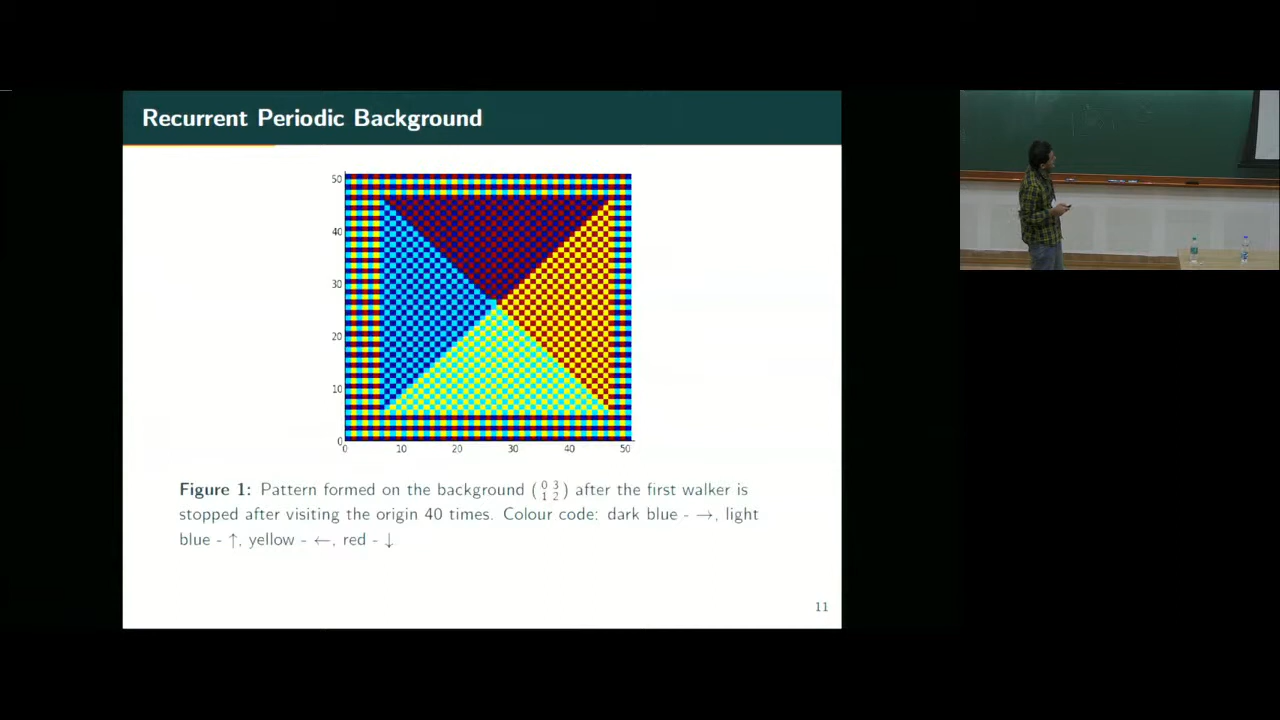 Recurrent Periodic Background
50
40
30
20
10
0
0 10 20 30 40 50
Figure 1: Pattern formed on the background (0 3 1 2) after the first walker is
stopped after visiting the origin 40 times. Colour code: dark blue - →, light
blue - ↑, yellow - ←, red - ↓
11